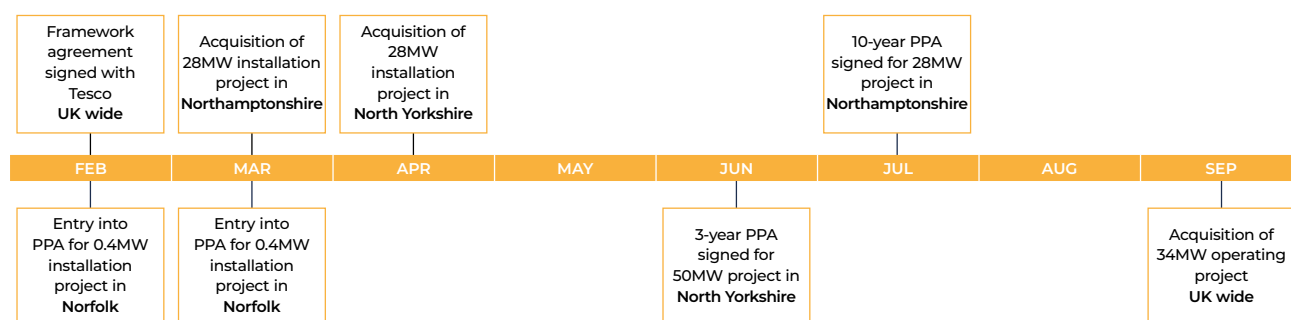 Framework
agreement
signed with
Tesco
UK wide
Acquisition of
28MW installation
project in
Northamptonshire
Acquisition of
28MW
installation
project in
North Yorkshire
10-year PPA
signed for 28MW
project in
Northamptonshire
FEB
MAR
APR
MAY
JUN
JUL
AUG
SEP
Entry into
PPA for 0.4MW
installation
project in
Norfolk
Entry into
PPA for 0.4MW
installation
project in
Norfolk
3-year PPA
signed for
50MW project in
North Yorkshire
Acquisition of
34MW operating
project
UK wide